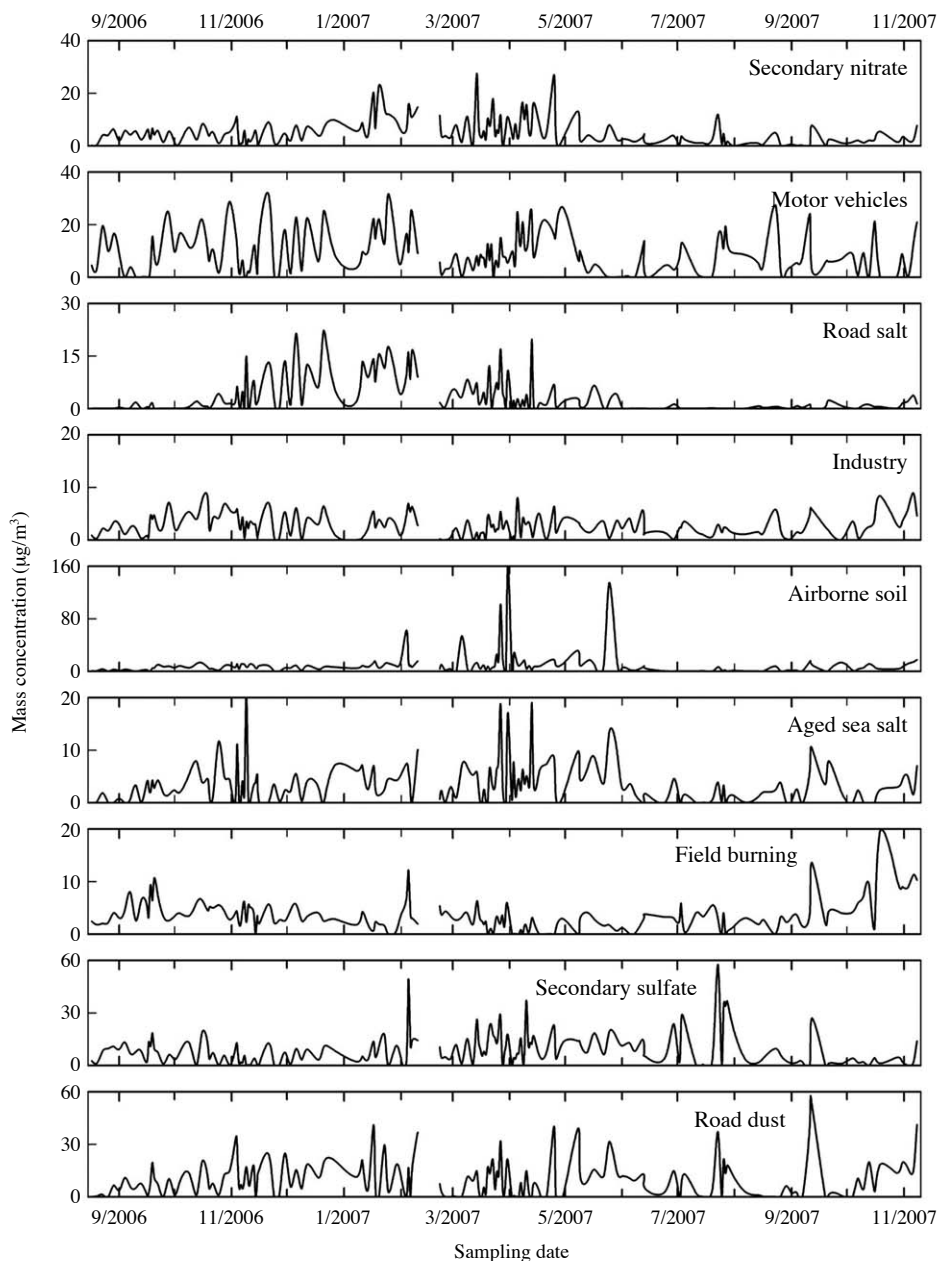 9/2006 11/2006 1/2007 3/2007 5/2007 7/2007 9/2007 11/2007
40
Secondary nitrate
20
0
40
Motor vehicles
20
0
30
Road salt
15
0
20
Industry
10
0
160
Airborne soil
80
0
20
Aged sea salt
10
0
20
Field burning
10
0
60
Secondary sulfate
30
0
60
Road dust
30
0
9/2006 11/2006 1/2007 3/2007 5/2007 7/2007 9/2007 11/2007
Sampling date
Mass concentration (μg/m³)